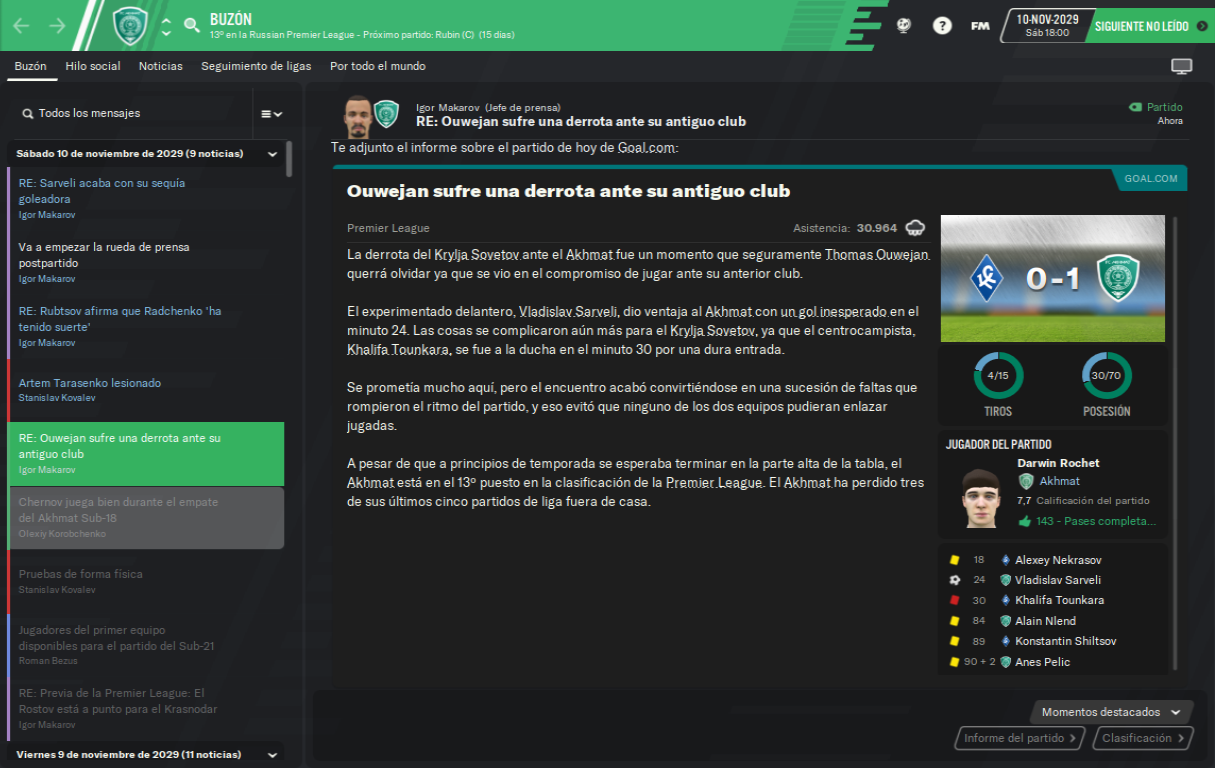 BUZÓN
13º en la Russian Premier League - Próximo partido: Rubin (C) (15 días)
FM
10-NOV-2029
Sáb 18:00
SIGUIENTE NO LEÍDO
Buzón
Hilo social
Noticias
Seguimiento de ligas
Por todo el mundo
Todos los mensajes
Sábado 10 de noviembre de 2029 (9 noticias)
RE: Sarveli acaba con su sequía
goleadora
Igor Makarov
Va a empezar la rueda de prensa
postpartido
Igor Makarov
RE: Rubtsov afirma que Radchenko 'ha
tenido suerte'
Igor Makarov
Artem Tarasenko lesionado
Stanislav Kovalev
RE: Ouwejan sufre una derrota ante su
antiguo club
Igor Makarov
Chernov juega bien durante el empate
del Akhmat Sub-18
Olexiy Korobchenko
Pruebas de forma física
Stanislav Kovalev
Jugadores del primer equipo
disponibles para el partido del Sub-21
Roman Bezus
RE: Previa de la Premier League: El
Rostov está a punto para el Krasnodar
Igor Makarov
Viernes 9 de noviembre de 2029 (11 noticias)
Igor Makarov (Jefe de prensa)
RE: Ouwejan sufre una derrota ante su antiguo club
Partido
Ahora
Te adjunto el informe sobre el partido de hoy de Goal.com:
GOAL.COM
Ouwejan sufre una derrota ante su antiguo club
Premier League
Asistencia: 30.964
La derrota del Krylja Sovetov ante el Akhmat fue un momento que seguramente Thomas Ouwejan
querrá olvidar ya que se vio en el compromiso de jugar ante su anterior club.
El experimentado delantero, Vladislav Sarveli, dio ventaja al Akhmat con un gol inesperado en el
minuto 24. Las cosas se complicaron aún más para el Krylja Sovetov, ya que el centrocampista,
Khalifa Tounkara, se fue a la ducha en el minuto 30 por una dura entrada.
Se prometía mucho aquí, pero el encuentro acabó convirtiéndose en una sucesión de faltas que
rompieron el ritmo del partido, y eso evitó que ninguno de los dos equipos pudieran enlazar
jugadas.
A pesar de que a principios de temporada se esperaba terminar en la parte alta de la tabla, el
Akhmat está en el 13º puesto en la clasificación de la Premier League. El Akhmat ha perdido tres
de sus últimos cinco partidos de liga fuera de casa.
0-1
4/15
TIROS
30/70
POSESIÓN
JUGADOR DEL PARTIDO
Darwin Rochet
Akhmat
7,7 Calificación del partido
143 - Pases completa...
18 Alexey Nekrasov
24 Vladislav Sarveli
30 Khalifa Tounkara
84 Alain Nlend
89 Konstantin Shiltsov
90 + 2 Anes Pelic
Momentos destacados
Informe del partido
Clasificación